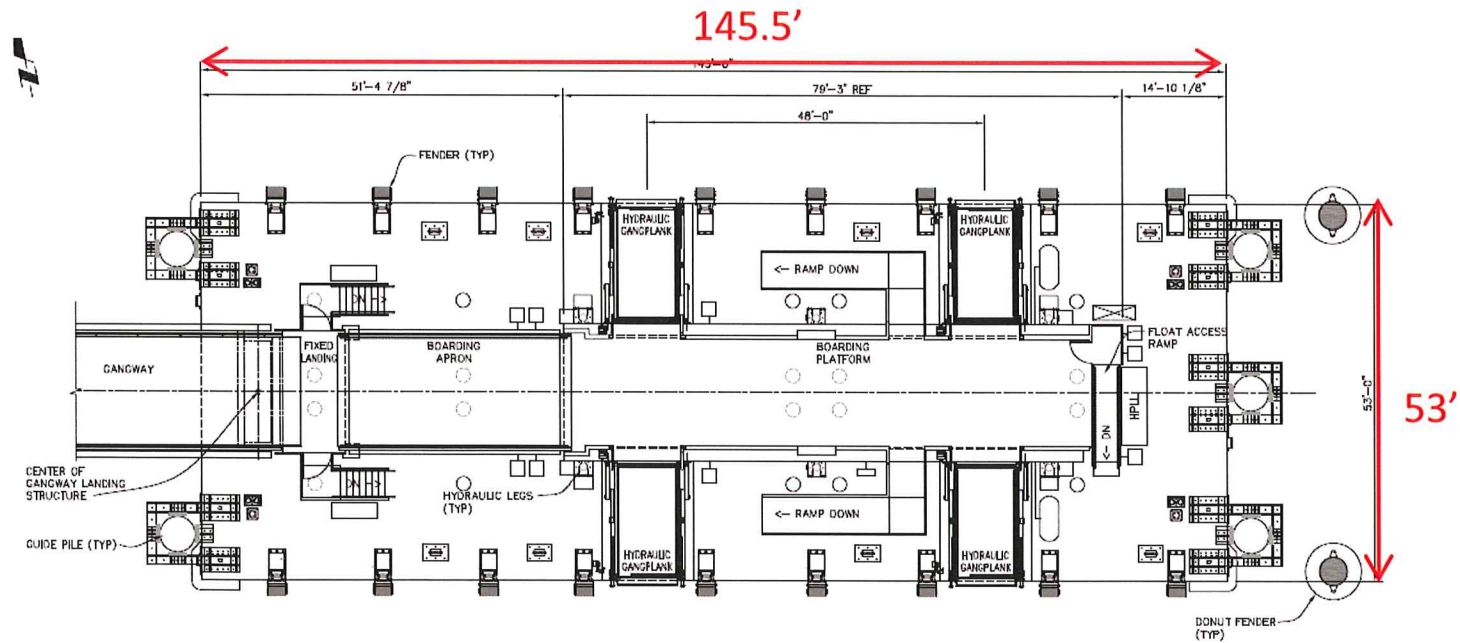 145.5'
51'-4 7/8"
79'-3" REF
14'-10 1/8"
48'-0"
FENDER (TYP)
HYDRAULIC
GANGPLANK
HYDRAULIC
GANGPLANK
<- RAMP DOWN
DN ->
FLOAT ACCESS
RAMP
GANGWAY
FIXED
LANDING
BOARDING
APRON
BOARDING
PLATFORM
HPU
53'-0"
53'
DN ->
<- DN
CENTER OF
GANGWAY LANDING
STRUCTURE
HYDRAULIC LEGS
(TYP)
<- RAMP DOWN
GUIDE PILE (TYP)
HYDRAULIC
GANGPLANK
HYDRAULIC
GANGPLANK
DONUT FENDER
(TYP)